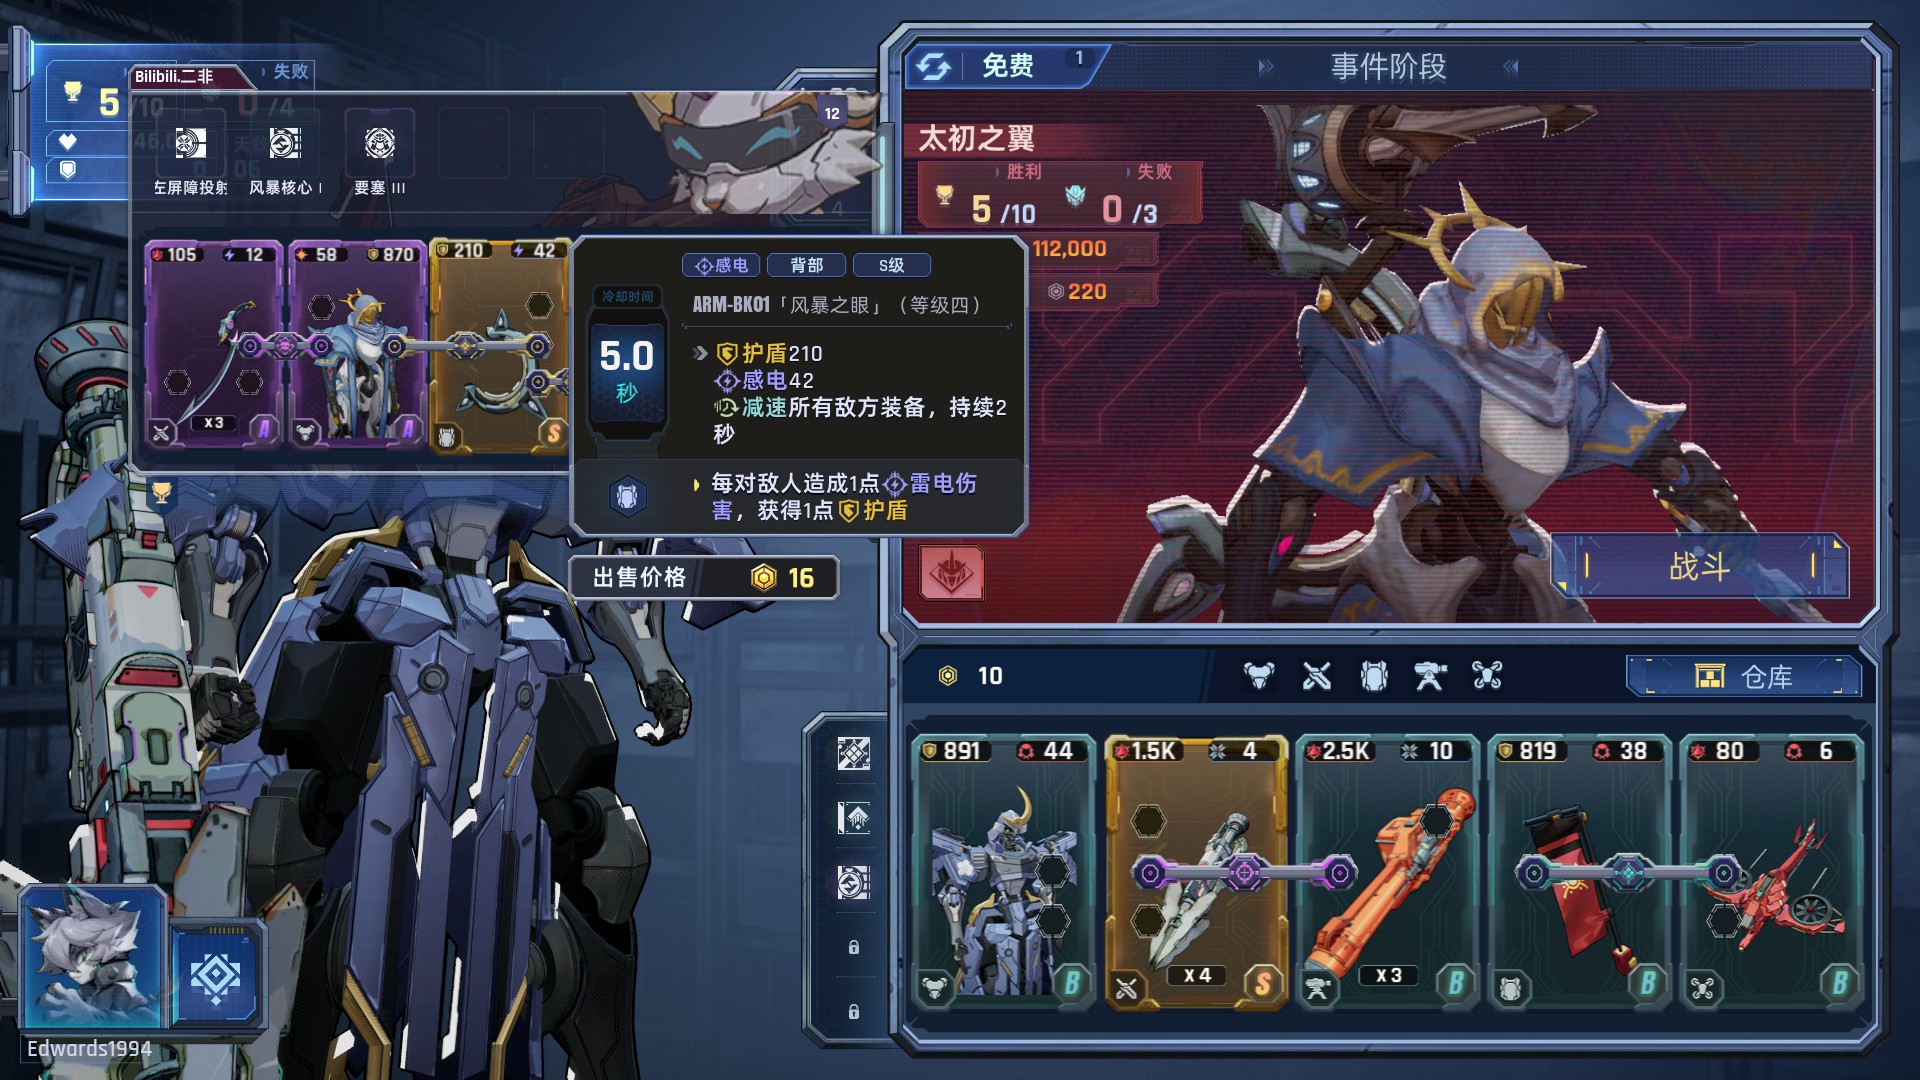 免费
1
事件阶段
失败
5
/10
0
/4
Bilibili.二非
12
左屏障投射
风暴核心 I
要塞 III
太初之翼
胜利
5
/10
失败
0
/3
112,000
220
105
12
58
870
210
42
x3
A
A
S
感电
背部
S级
冷却时间
5.0
秒
ARM-BK01「风暴之眼」（等级四）
护盾210
感电42
减速所有敌方装备，持续2
秒
每对敌人造成1点雷电伤
害，获得1点护盾
出售价格
16
战斗
10
仓库
891
44
1.5K
4
2.5K
10
819
38
80
6
B
x4
S
x3
B
B
B
Edwards1994